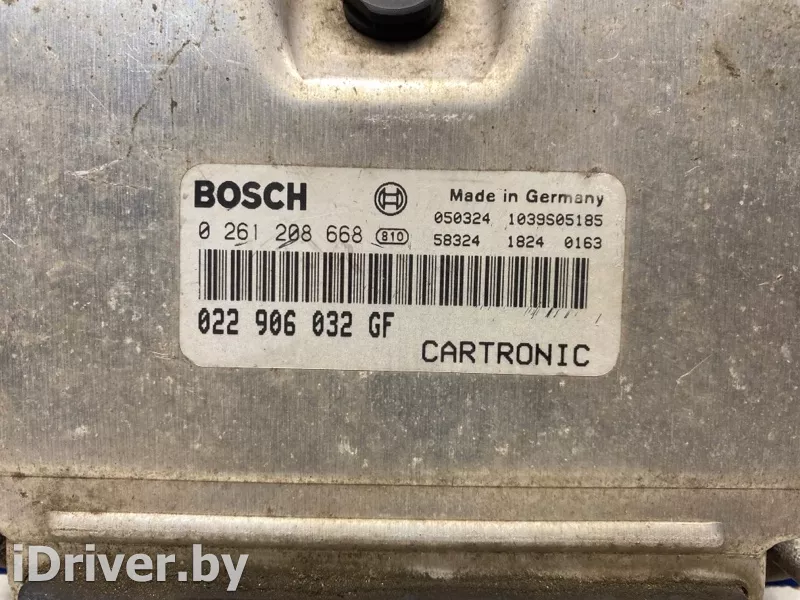 BOSCH
Made in Germany
050324 1039S05185
0 261 208 668 810
58324 1824 0163
022 906 032 GF
CARTRONIC
iDriver.by